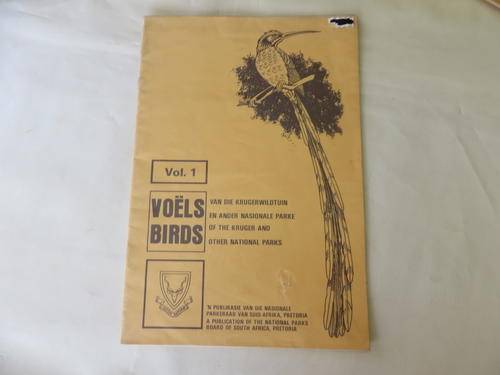 Vol. 1
VOËLS
BIRDS
VAN DIE KRUGERWILDTUIN
EN ANDER NASIONALE PARKE
OF THE KRUGER AND
OTHER NATIONAL PARKS
'N PUBLIKASIE VAN DIE NASIONALE
PARKERAAD VAN SUID-AFRIKA, PRETORIA
A PUBLICATION OF THE NATIONAL PARKS
BOARD OF SOUTH AFRICA, PRETORIA